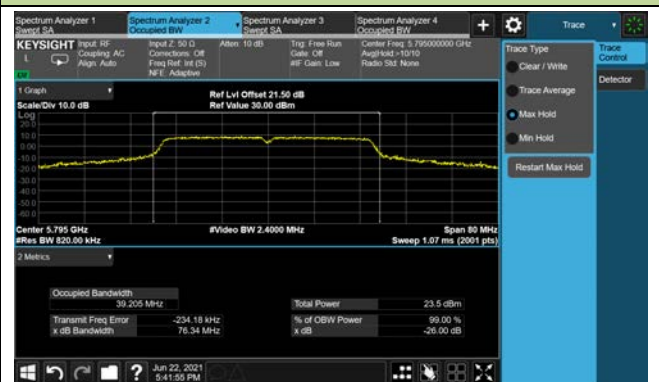 Spectrum Analyzer 1
Swept SA
Spectrum Analyzer 2
Occupied BW
Spectrum Analyzer 3
Swept SA
Spectrum Analyzer 4
Occupied BW
+
Trace
KEYSIGHT
L
Input: RF
Coupling: AC
Align: Auto
Input Z: 50 Ω
Corrections: Off
Freq Ref: Int (S)
NFE: Adaptive
Atten: 10 dB
Trig: Free Run
Gate: Off
#IF Gain: Low
Center Freq: 5.795000000 GHz
Avg|Hold:>10/10
Radio Std: None
Trace Type
Clear / Write
Trace Average
Max Hold
Min Hold
Restart Max Hold
Trace
Control
Detector
1 Graph
Scale/Div 10.0 dB
Ref Lvl Offset 21.50 dB
Ref Value 30.00 dBm
Log
20.0
10.0
0.00
-10.0
-20.0
-30.0
-40.0
-50.0
-60.0
Center 5.795 GHz
#Res BW 820.00 kHz
#Video BW 2.4000 MHz
Span 80 MHz
Sweep 1.07 ms (2001 pts)
2 Metrics
Occupied Bandwidth
39.205 MHz
Total Power 23.5 dBm
Transmit Freq Error -234.18 kHz
% of OBW Power 99.00 %
x dB Bandwidth 76.34 MHz
x dB -26.00 dB
?
Jun 22, 2021
5:41:55 PM